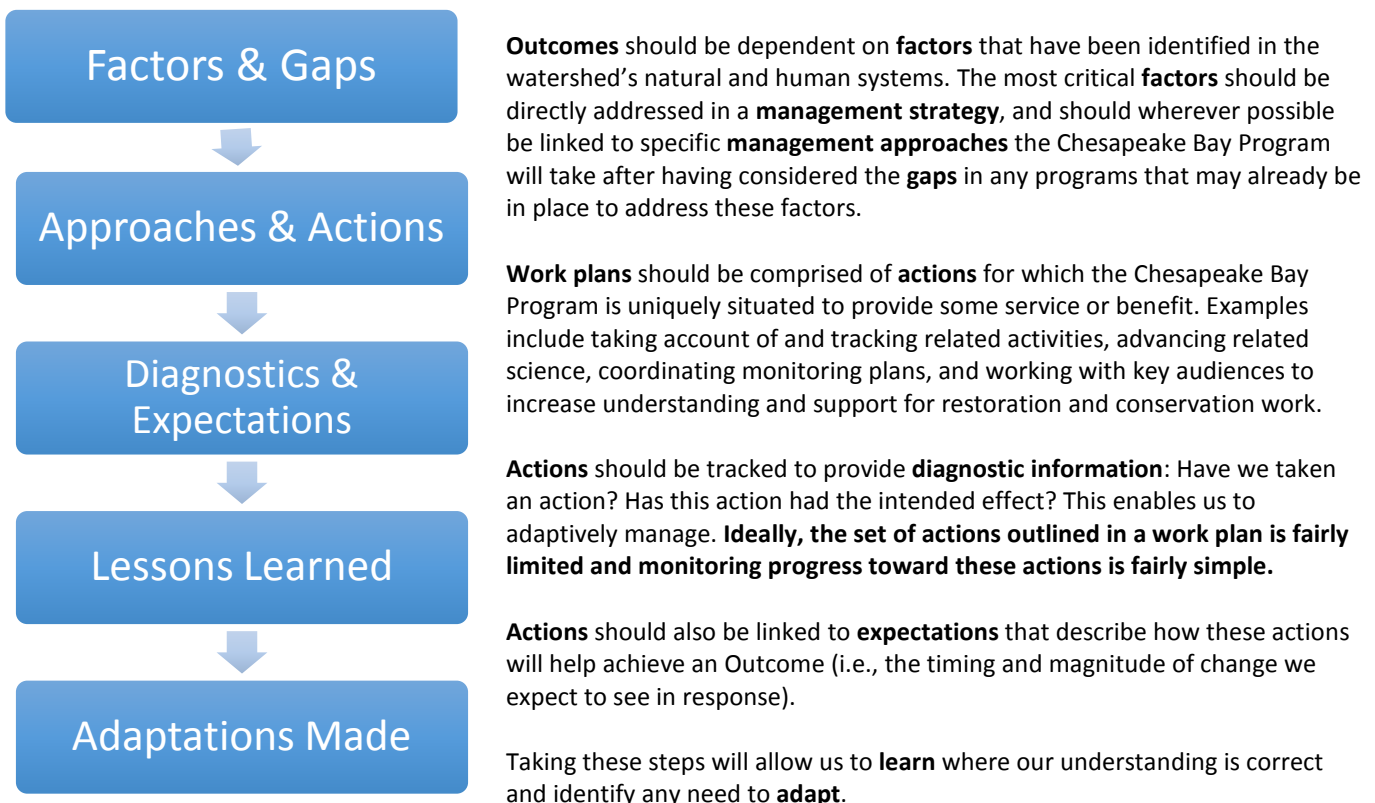 Factors & Gaps
Approaches & Actions
Diagnostics &
Expectations
Lessons Learned
Adaptations Made
Outcomes should be dependent on factors that have been identified in the
watershed’s natural and human systems. The most critical factors should be
directly addressed in a management strategy, and should wherever possible
be linked to specific management approaches the Chesapeake Bay Program
will take after having considered the gaps in any programs that may already be
in place to address these factors.
Work plans should be comprised of actions for which the Chesapeake Bay
Program is uniquely situated to provide some service or benefit. Examples
include taking account of and tracking related activities, advancing related
science, coordinating monitoring plans, and working with key audiences to
increase understanding and support for restoration and conservation work.
Actions should be tracked to provide diagnostic information: Have we taken
an action? Has this action had the intended effect? This enables us to
adaptively manage. Ideally, the set of actions outlined in a work plan is fairly
limited and monitoring progress toward these actions is fairly simple.
Actions should also be linked to expectations that describe how these actions
will help achieve an Outcome (i.e., the timing and magnitude of change we
expect to see in response).
Taking these steps will allow us to learn where our understanding is correct
and identify any need to adapt.